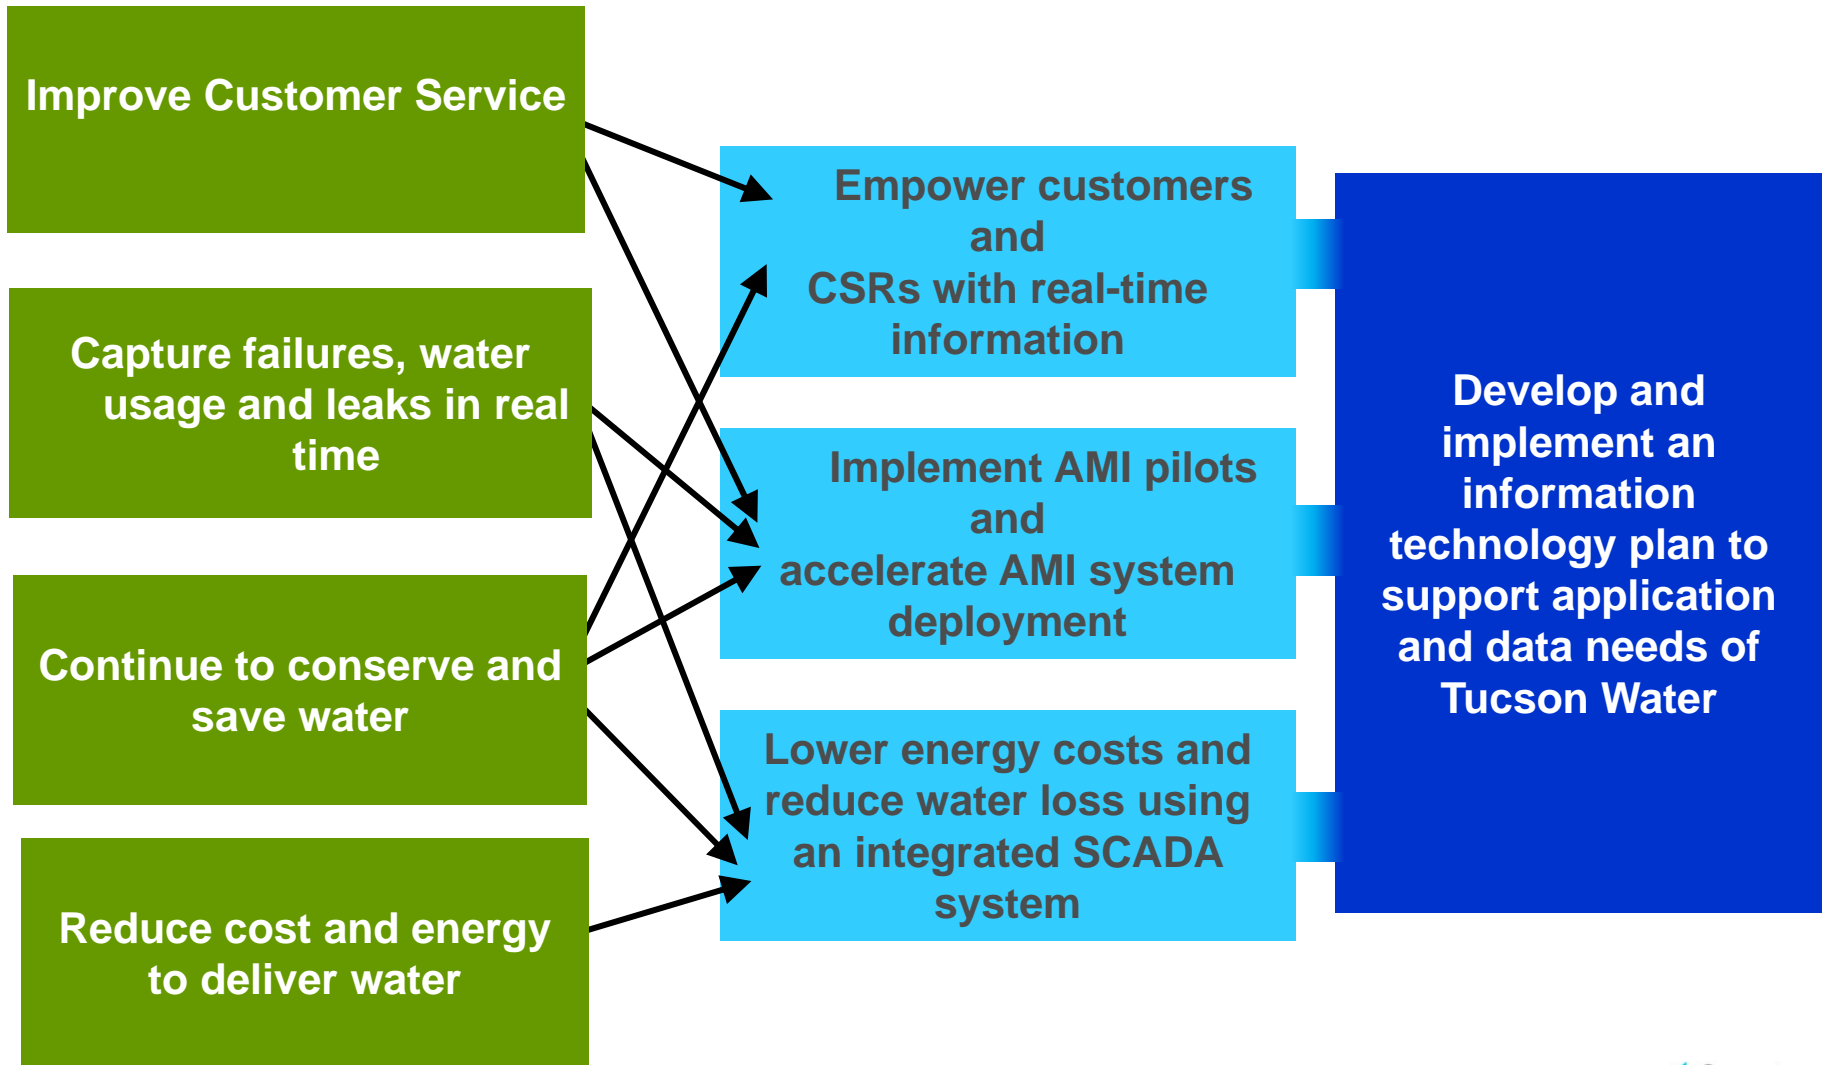 Improve Customer Service
Capture failures, water
usage and leaks in real
time
Continue to conserve and
save water
Reduce cost and energy
to deliver water
Empower customers
and
CSRs with real-time
information
Implement AMI pilots
and
accelerate AMI system
deployment
Lower energy costs and
reduce water loss using
an integrated SCADA
system
Develop and
implement an
information
technology plan to
support application
and data needs of
Tucson Water